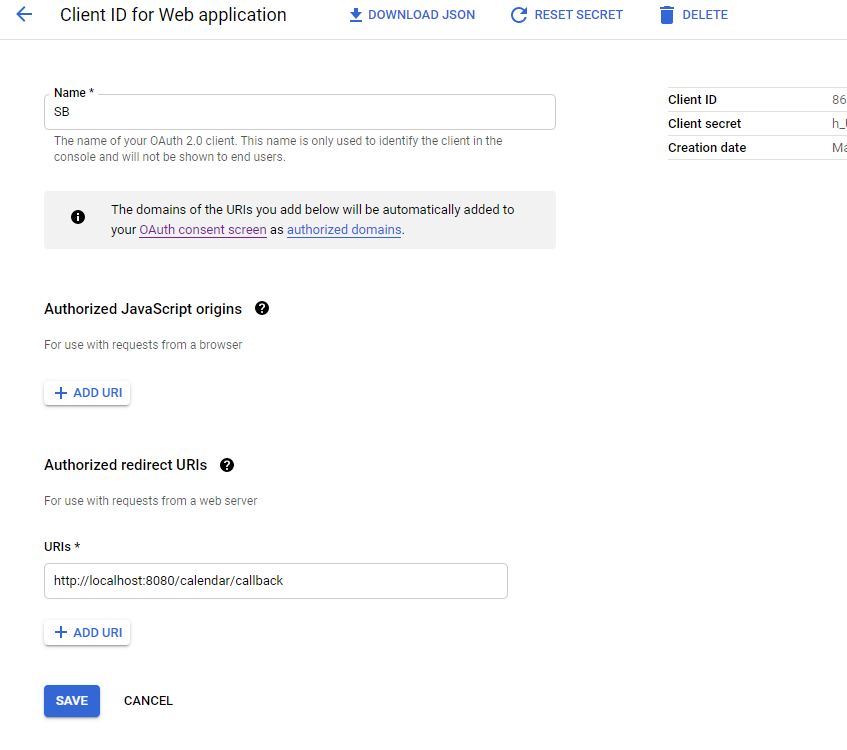 Client ID for Web application
DOWNLOAD JSON
RESET SECRET
DELETE
Name *
SB
The name of your OAuth 2.0 client. This name is only used to identify the client in the
console and will not be shown to end users.
Client ID 86
Client secret h_
Creation date Ma
The domains of the URIs you add below will be automatically added to
your OAuth consent screen as authorized domains.
Authorized JavaScript origins
For use with requests from a browser
ADD URI
Authorized redirect URIs
For use with requests from a web server
URIs *
http://localhost:8080/calendar/callback
ADD URI
SAVE
CANCEL